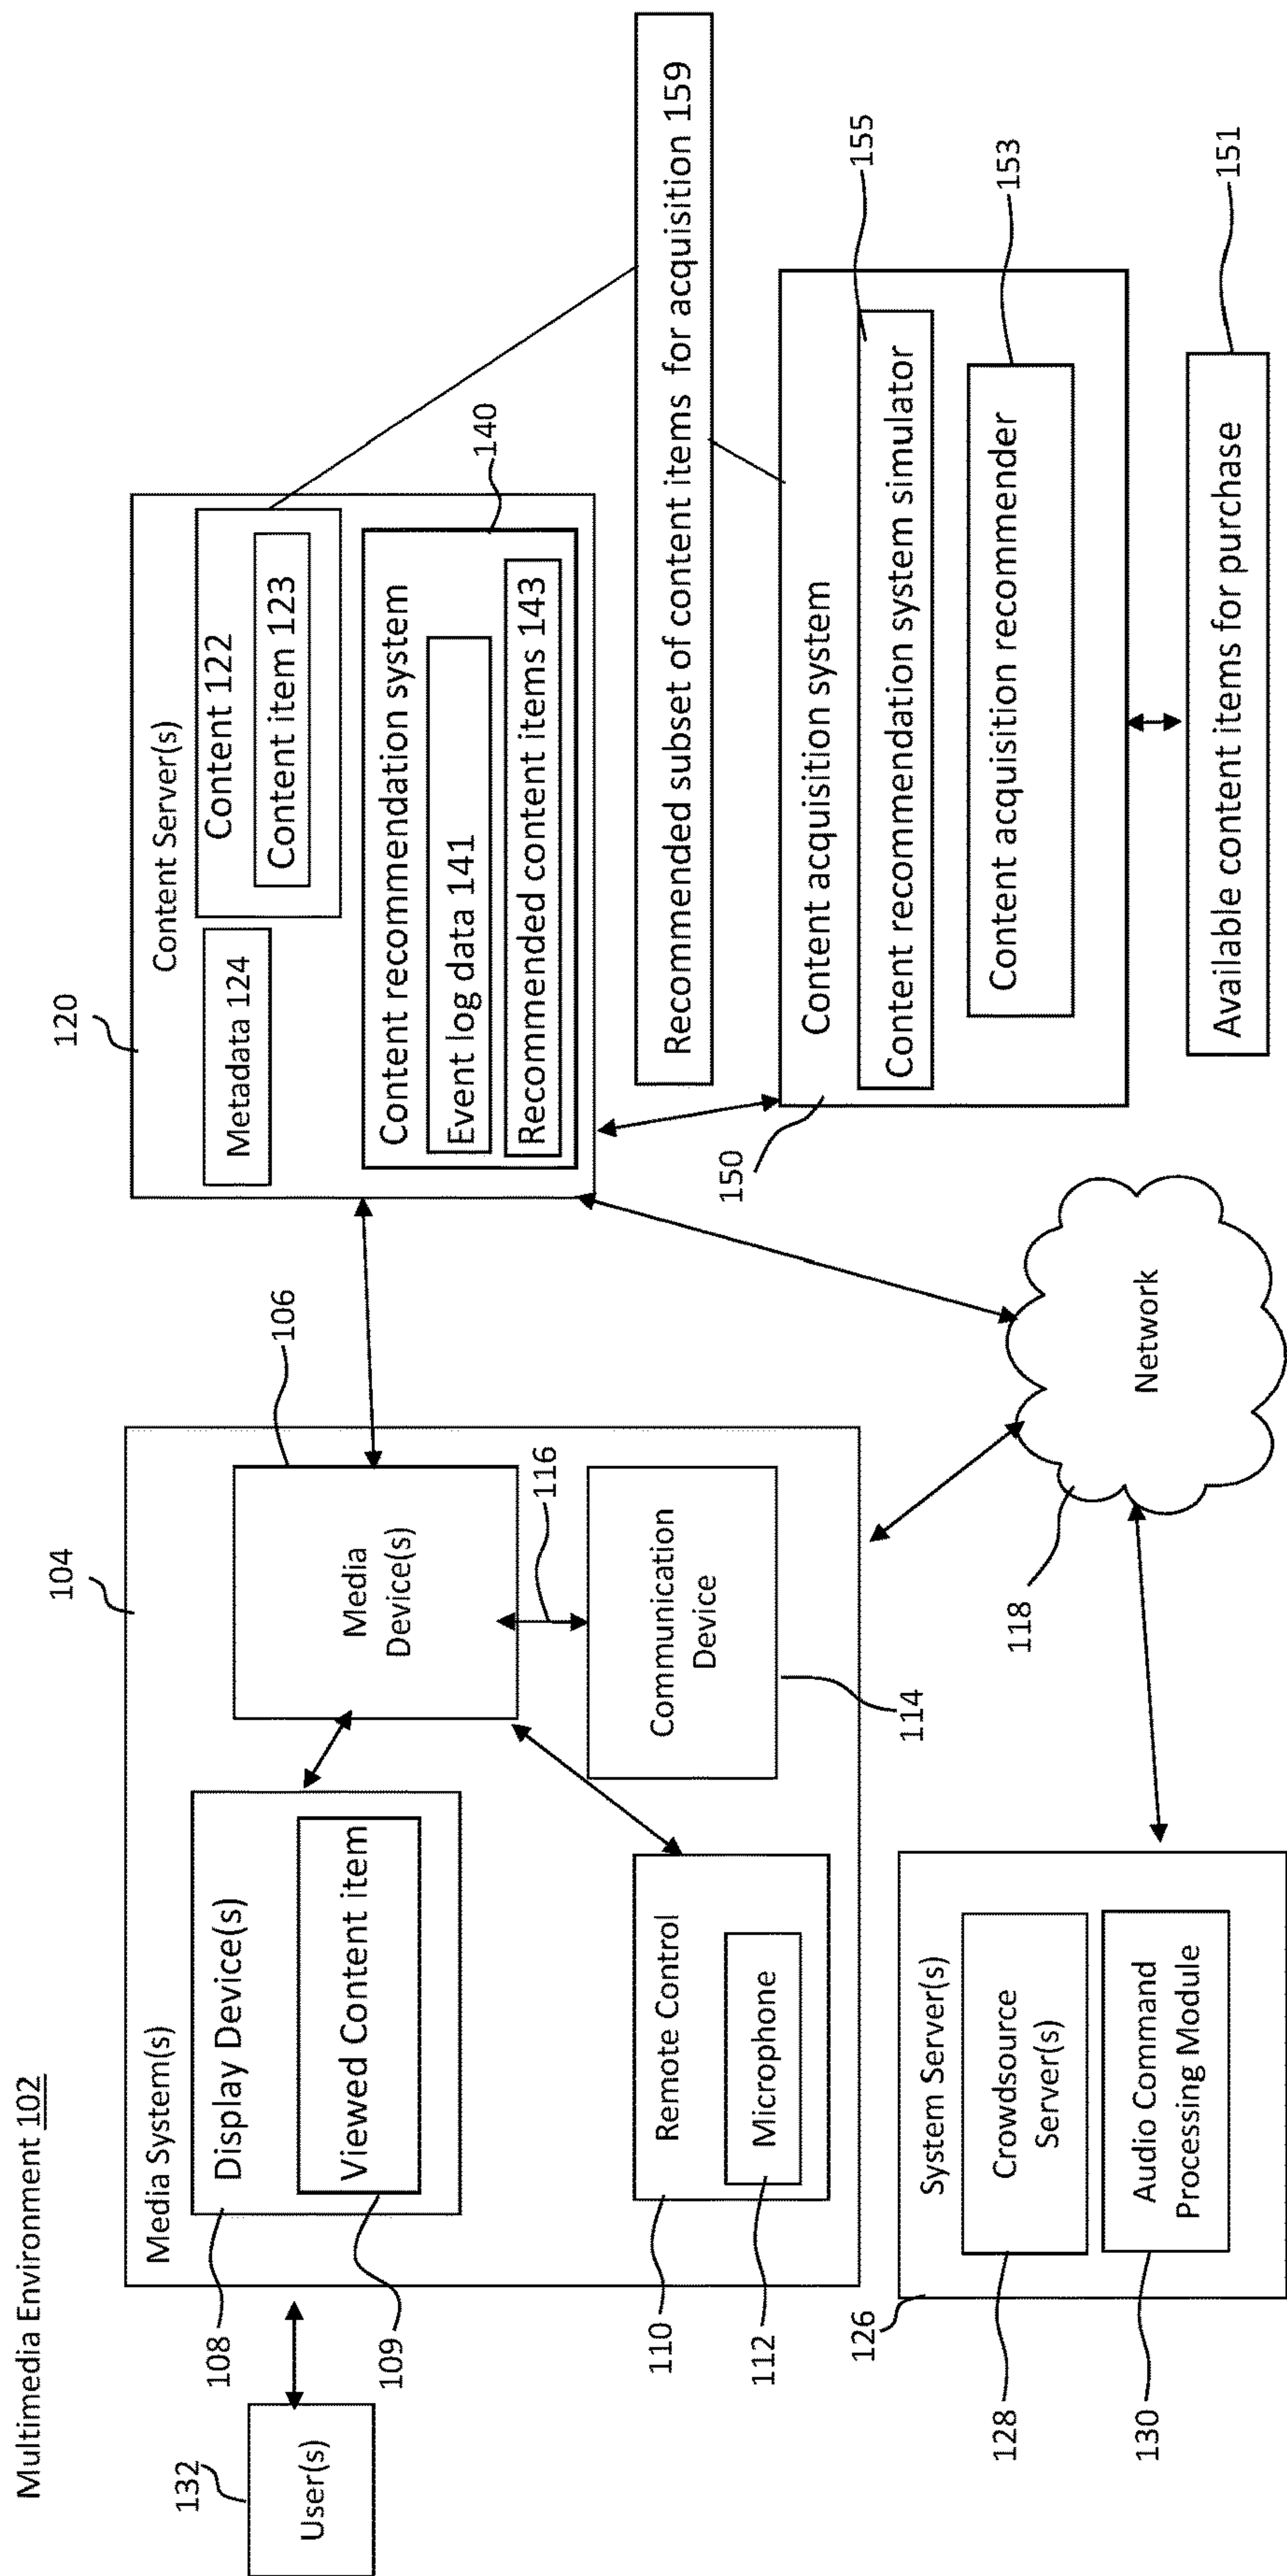 Multimedia Environment 102
132
User(s)
104
Media System(s)
108
Display Device(s)
Viewed Content item
109
106
Media
Device(s)
116
Communication
Device
114
110
Remote Control
Microphone
112
120
Content Server(s)
Metadata 124
Content 122
Content item 123
140
Content recommendation system
Event log data 141
Recommended content items 143
Recommended subset of content items for acquisition 159
150
Content acquisition system
155
Content recommendation system simulator
153
Content acquisition recommender
151
Available content items for purchase
118
Network
126
System Server(s)
Crowdsource
Server(s)
128
Audio Command
Processing Module
130